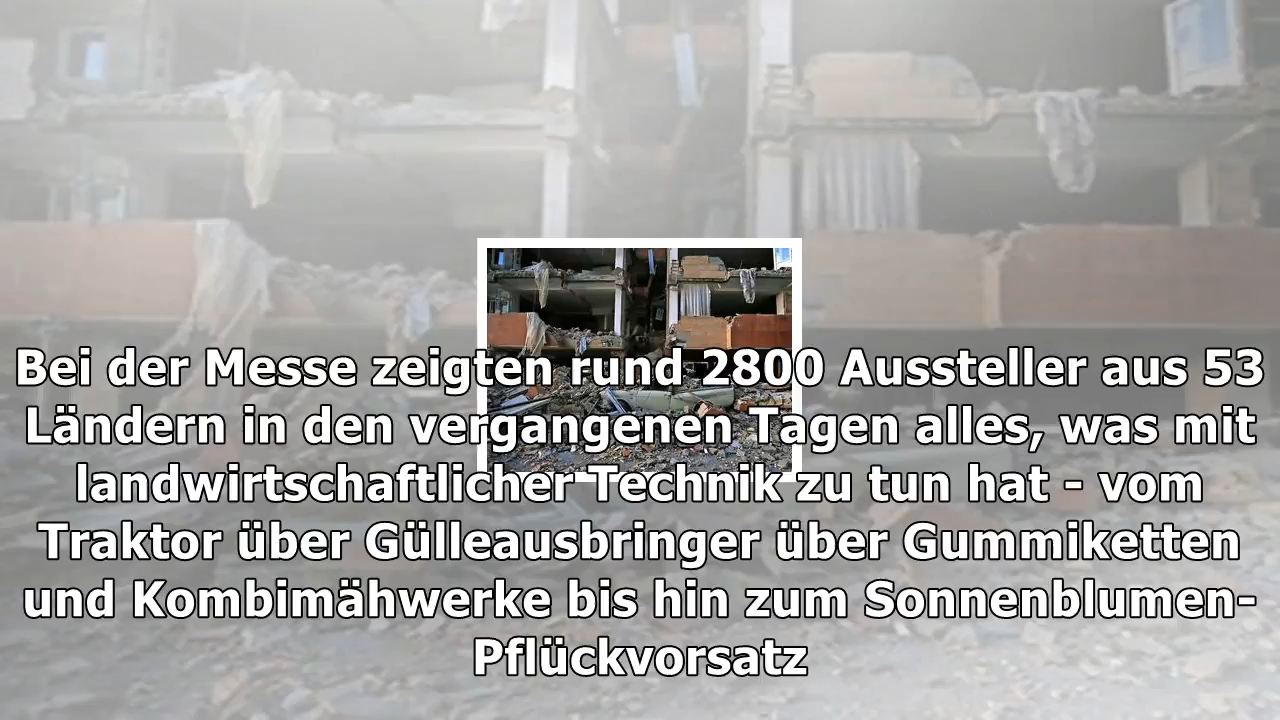 Bei der Messe zeigten rund 2800 Aussteller aus 53
Ländern in den vergangenen Tagen alles, was mit
landwirtschaftlicher Technik zu tun hat - vom
Traktor über Gülleausbringer über Gummiketten
und Kombimähwerke bis hin zum Sonnenblumen-
Pflückvorsatz